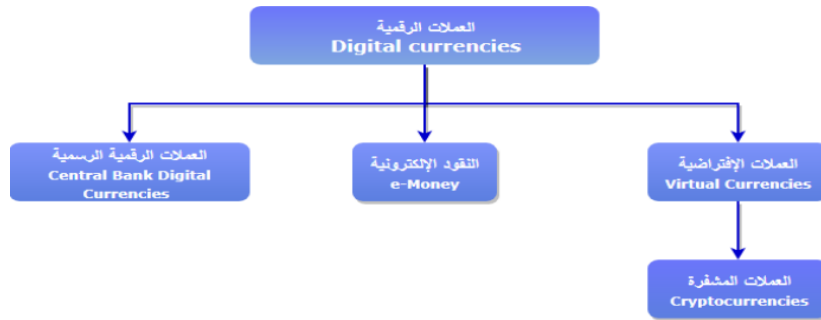 العملات الرقمية
Digital currencies
العملات الرقمية الرسمية
Central Bank Digital
Currencies
النقود الإلكترونية
e-Money
العملات الإفتراضية
Virtual Currencies
العملات المشفرة
Cryptocurrencies